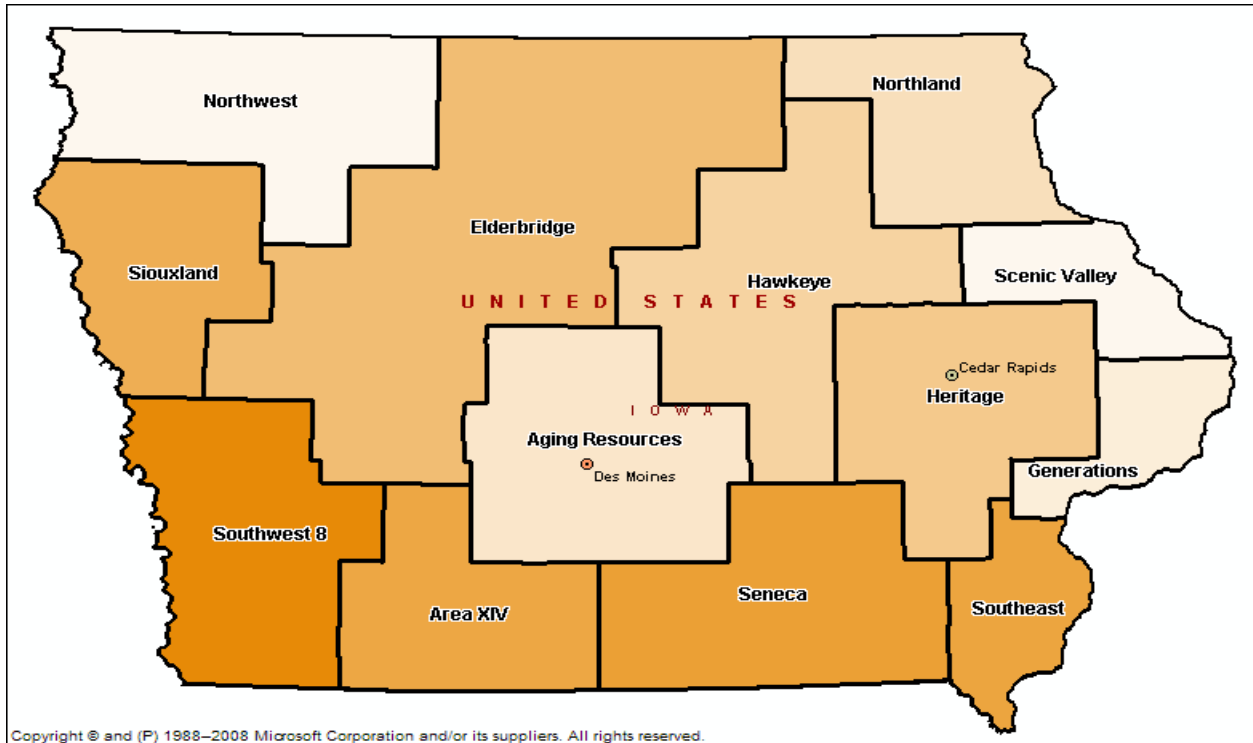 Northwest
Northland
Elderbridge
Siouxland
Hawkeye
Scenic Valley
UNITED STATES
Cedar Rapids
Heritage
IOWA
Aging Resources
Des Moines
Generations
Southwest 8
Seneca
Area XIV
Southeast
Copyright © and (P) 1988–2008 Microsoft Corporation and/or its suppliers. All rights reserved.